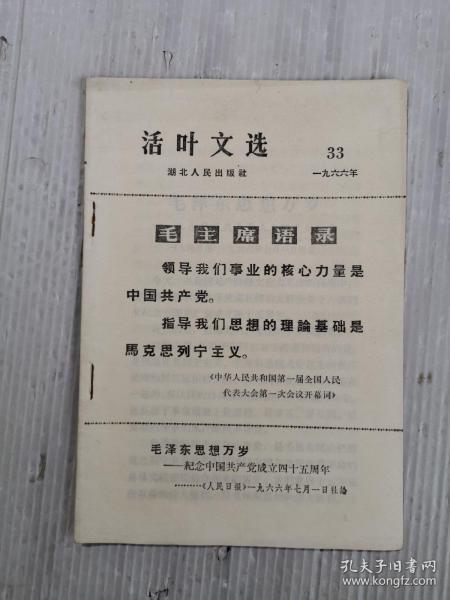 活叶文选 33
湖北人民出版社 一九六六年
毛主席语录
领导我们事业的核心力量是
中国共产党。
指导我们思想的理論基础是
馬克思列宁主义。
《中华人民共和国第一届全国人民
代表大会第一次会议开幕词》
毛泽东思想万岁
——紀念中国共产党成立四十五周年
………《人民日报》一九六六年七月一日社論
孔夫子旧书网
www.kongfz.com